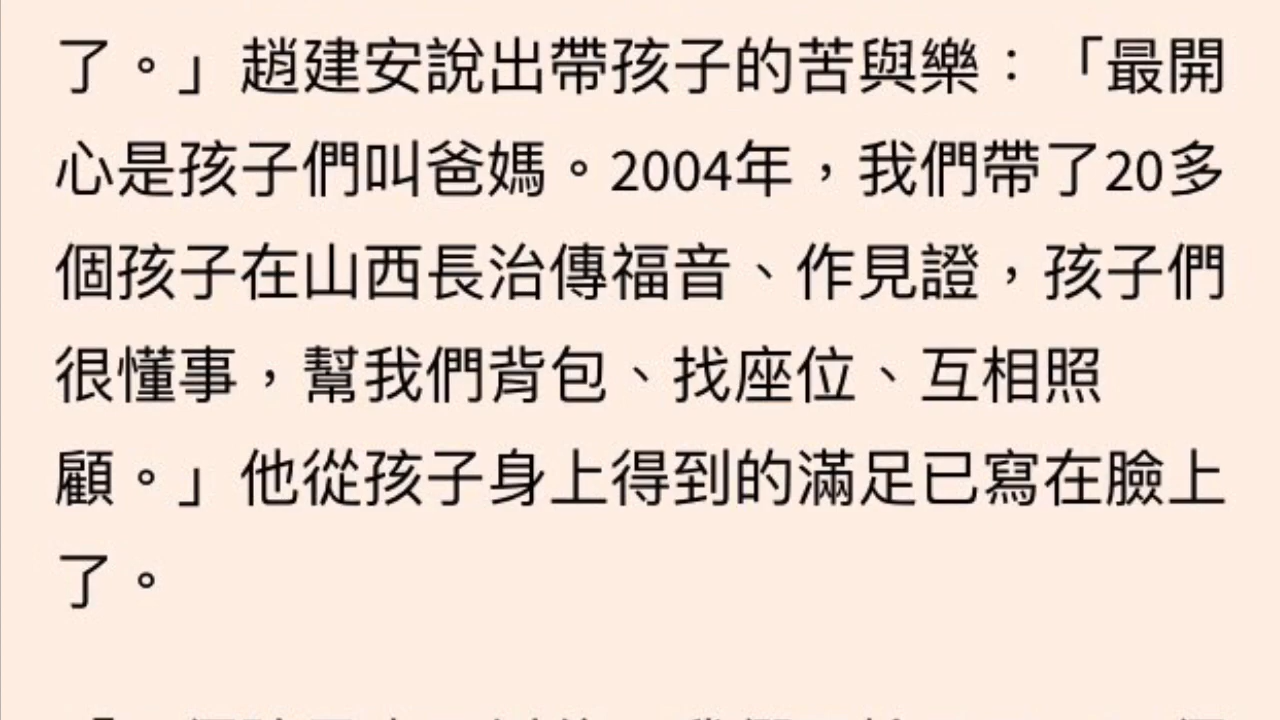 了。」趙建安說出帶孩子的苦與樂：「最開
心是孩子們叫爸媽。2004年，我們帶了20多
個孩子在山西長治傳福音、作見證，孩子們
很懂事，幫我們背包、找座位、互相照
顧。」他從孩子身上得到的滿足已寫在臉上
了。